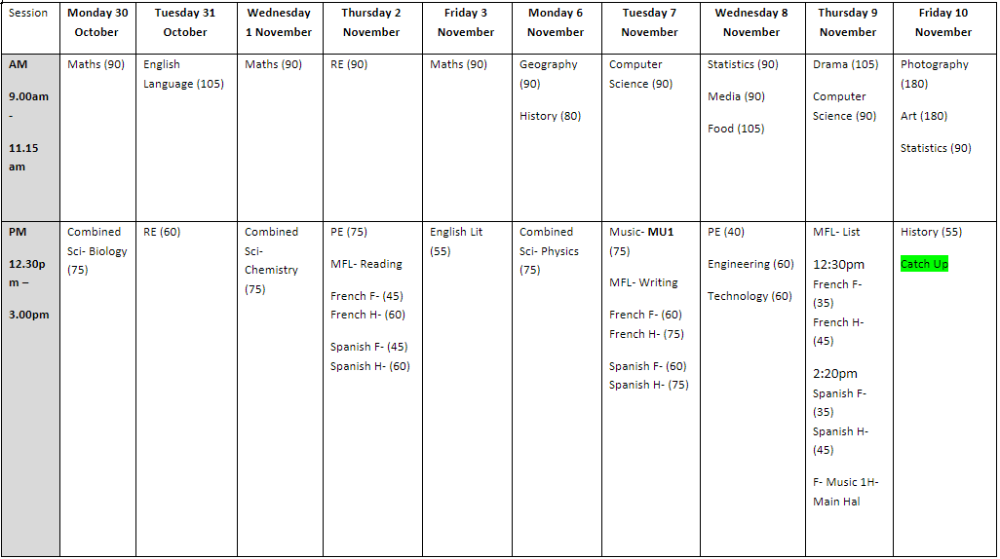 Session
Monday 30
October
Tuesday 31
October
Wednesday
1 November
Thursday 2
November
Friday 3
November
Monday 6
November
Tuesday 7
November
Wednesday 8
November
Thursday 9
November
Friday 10
November
AM
9.00am
-
11.15
am
Maths (90)
English
Language (105)
Maths (90)
RE (90)
Maths (90)
Geography
(90)
History (80)
Computer
Science (90)
Statistics (90)
Media (90)
Food (105)
Drama (105)
Computer
Science (90)
Photography
(180)
Art (180)
Statistics (90)
PM
12.30p
m –
3.00pm
Combined
Sci- Biology
(75)
RE (60)
Combined
Sci-
Chemistry
(75)
PE (75)
MFL- Reading
French F- (45)
French H- (60)
Spanish F- (45)
Spanish H- (60)
English Lit
(55)
Combined
Sci- Physics
(75)
Music- MU1
(75)
MFL- Writing
French F- (60)
French H- (75)
Spanish F- (60)
Spanish H- (75)
PE (40)
Engineering (60)
Technology (60)
MFL- List
12:30pm
French F-
(35)
French H-
(45)
2:20pm
Spanish F-
(35)
Spanish H-
(45)
F- Music 1H-
Main Hal
History (55)
Catch Up